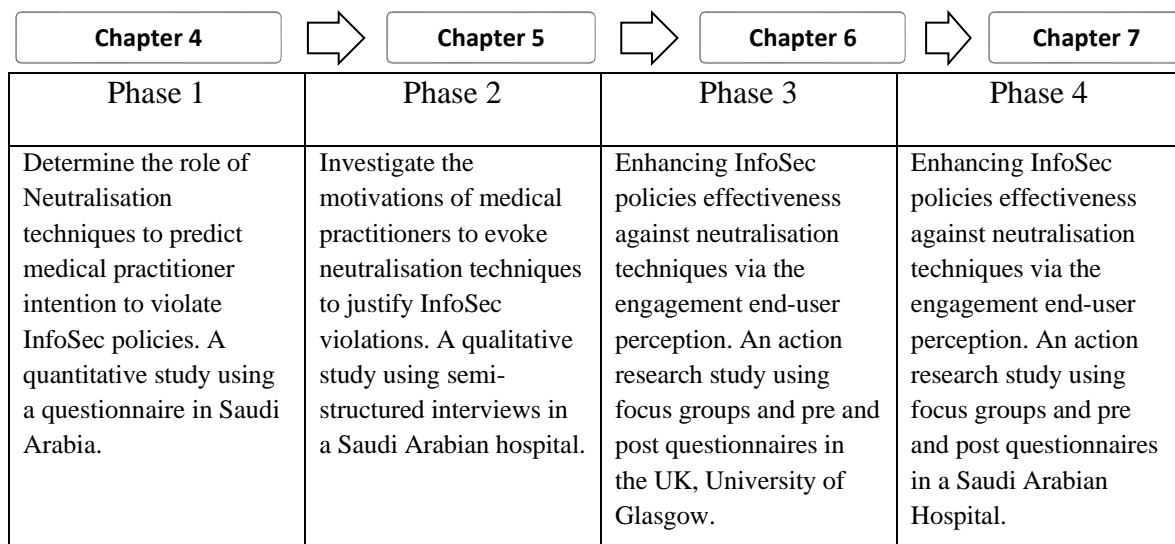 Chapter 4
Chapter 5
Chapter 6
Chapter 7
Phase 1
Phase 2
Phase 3
Phase 4
Determine the role of
Neutralisation
techniques to predict
medical practitioner
intention to violate
InfoSec policies. A
quantitative study using
a questionnaire in Saudi
Arabia.
Investigate the
motivations of medical
practitioners to evoke
neutralisation techniques
to justify InfoSec
violations. A qualitative
study using semi-
structured interviews in
a Saudi Arabian hospital.
Enhancing InfoSec
policies effectiveness
against neutralisation
techniques via the
engagement end-user
perception. An action
research study using
focus groups and pre and
post questionnaires in
the UK, University of
Glasgow.
Enhancing InfoSec
policies effectiveness
against neutralisation
techniques via the
engagement end-user
perception. An action
research study using
focus groups and pre
and post questionnaires
in a Saudi Arabian
Hospital.